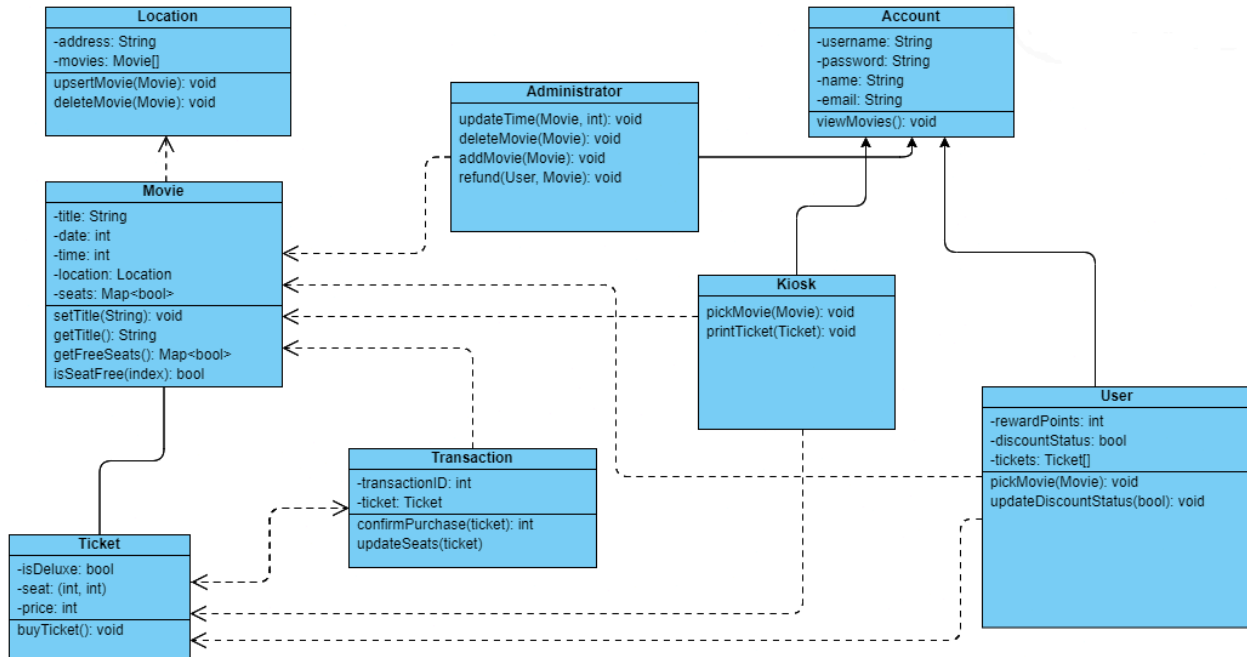 Location
-address: String
-movies: Movie[]
upsertMovie(Movie): void
deleteMovie(Movie): void
Account
-username: String
-password: String
-name: String
-email: String
viewMovies(): void
Administrator
updateTime(Movie, int): void
deleteMovie(Movie): void
addMovie(Movie): void
refund(User, Movie): void
Movie
-title: String
-date: int
-time: int
-location: Location
-seats: Map<bool>
setTitle(String): void
getTitle(): String
getFreeSeats(): Map<bool>
isSeatFree(index): bool
Kiosk
pickMovie(Movie): void
printTicket(Ticket): void
User
-rewardPoints: int
-discountStatus: bool
-tickets: Ticket[]
pickMovie(Movie): void
updateDiscountStatus(bool): void
Transaction
-transactionID: int
-ticket: Ticket
confirmPurchase(ticket): int
updateSeats(ticket)
Ticket
-isDeluxe: bool
-seat: (int, int)
-price: int
buyTicket(): void